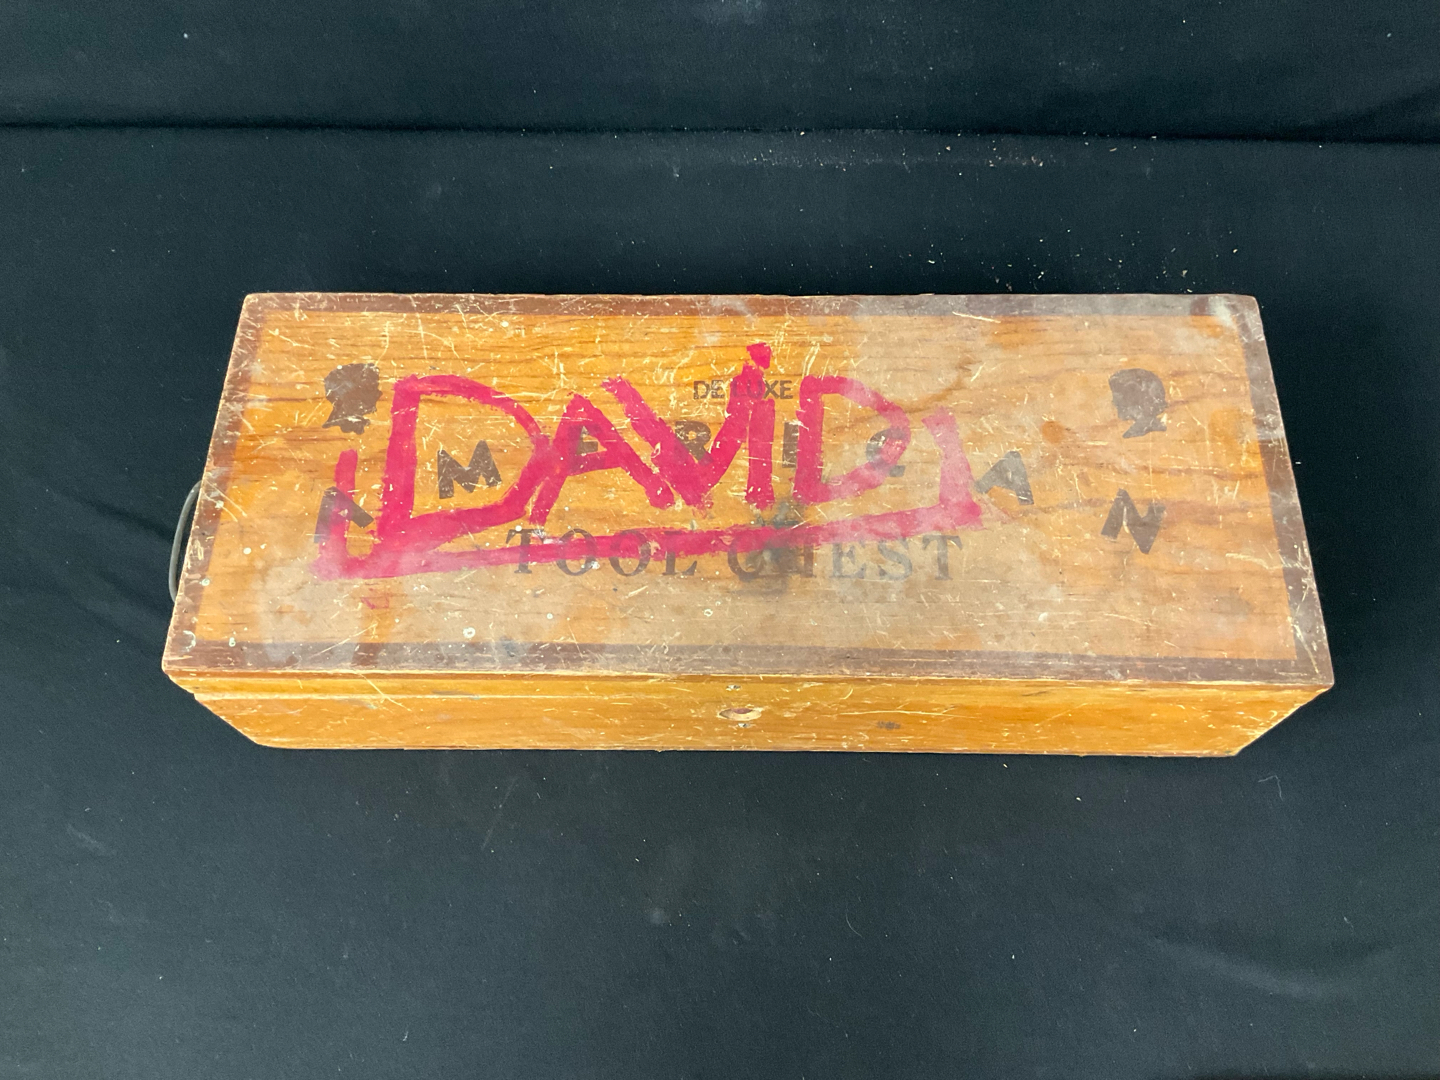 DAVID
DE LUXE
AMERICAN
TOOL CHEST